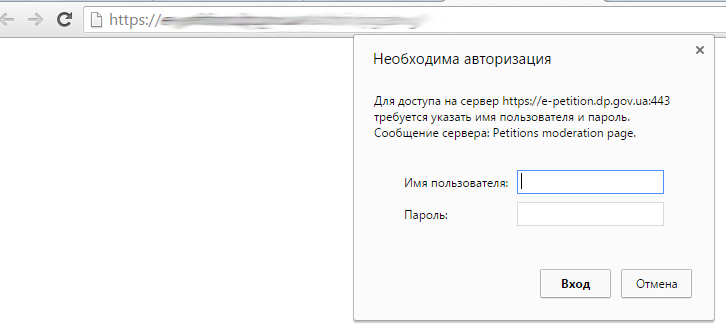 https://
Необходима авторизация
Для доступа на сервер https://e-petition.dp.gov.ua:443
требуется указать имя пользователя и пароль.
Сообщение сервера: Petitions moderation page.
Имя пользователя:
Пароль:
Вход
Отмена